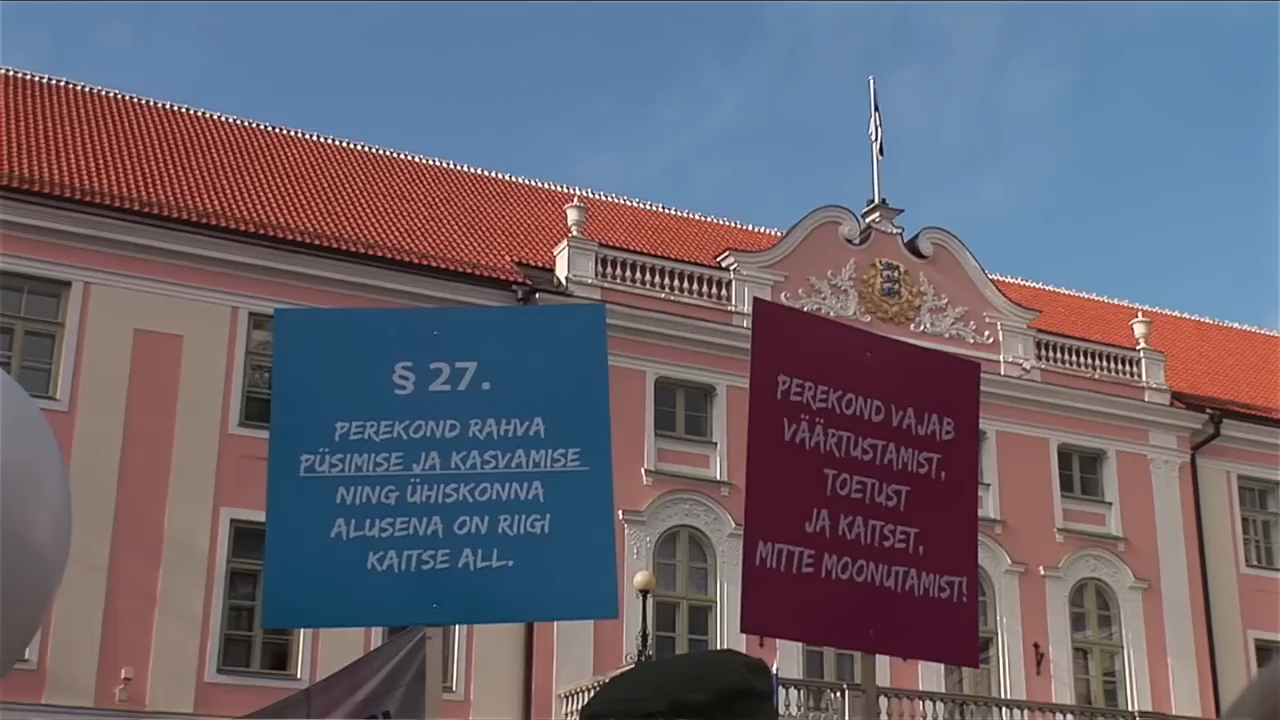 § 27.
PEREKOND RAHVA
PÜSIMISE JA KASVAMISE
NING ÜHISKONNA
ALUSENA ON RIIGI
KAITSE ALL.
PEREKOND VAJAB
VÄÄRTUSTAMIST,
TOETUST
JA KAITSET,
MITTE MOONUTAMIST!